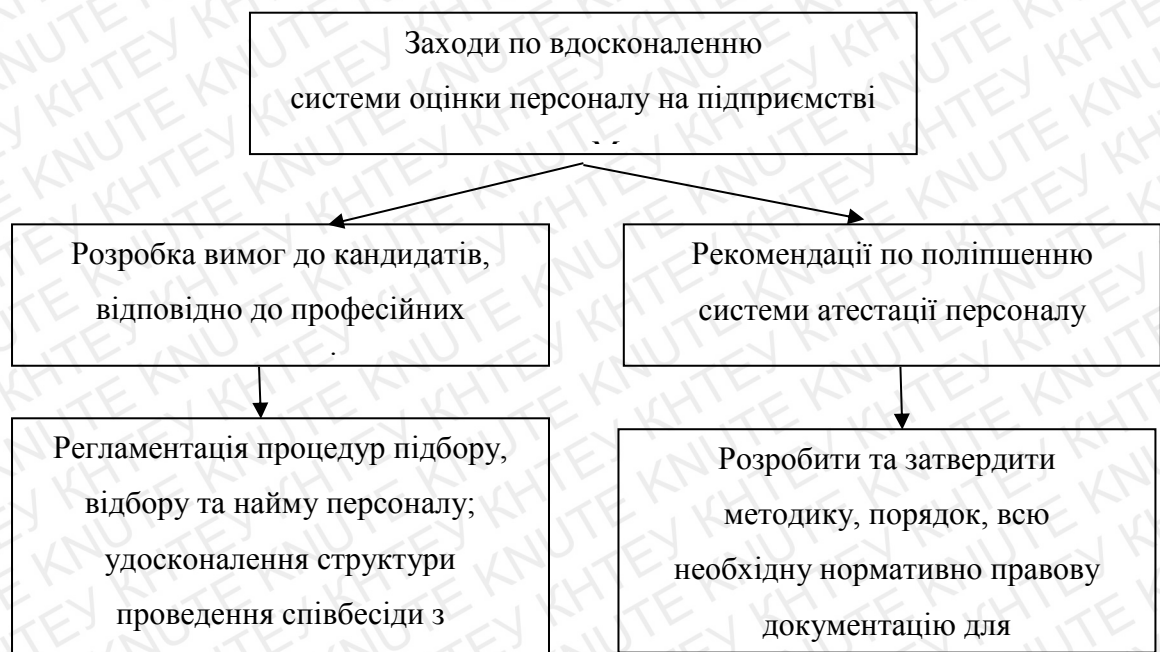 Заходи по вдосконаленню
системи оцінки персоналу на підприємстві
Розробка вимог до кандидатів,
відповідно до професійних
Рекомендації по поліпшенню
системи атестації персоналу
Регламентація процедур підбору,
відбору та найму персоналу;
удосконалення структури
проведення співбесіди з
Розробити та затвердити
методику, порядок, всю
необхідну нормативно правову
документацію для